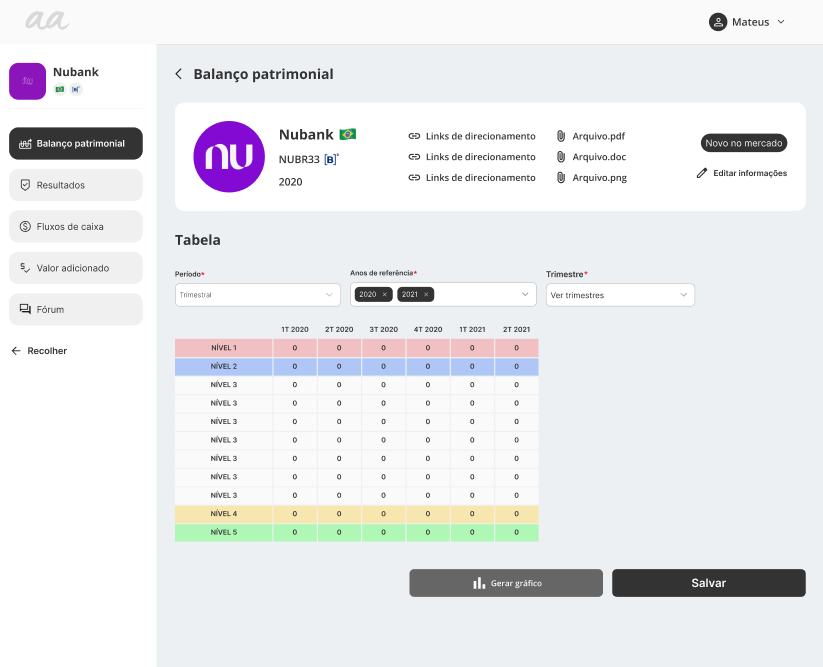 aa
Mateus
Nubank
Balanço patrimonial
Resultados
Fluxos de caixa
Valor adicionado
Fórum
Recolher
Balanço patrimonial
nu
Nubank
NUBR33 [B]³
2020
Links de direcionamento
Links de direcionamento
Links de direcionamento
Arquivo.pdf
Arquivo.doc
Arquivo.png
Novo no mercado
Editar informações
Tabela
Período*
Trimestral
Anos de referência*
2020 × 2021 ×
Trimestre*
Ver trimestres
1T 2020 2T 2020 3T 2020 4T 2020 1T 2021 2T 2021
NÍVEL 1 0 0 0 0 0 0
NÍVEL 2 0 0 0 0 0 0
NÍVEL 3 0 0 0 0 0 0
NÍVEL 3 0 0 0 0 0 0
NÍVEL 3 0 0 0 0 0 0
NÍVEL 3 0 0 0 0 0 0
NÍVEL 3 0 0 0 0 0 0
NÍVEL 3 0 0 0 0 0 0
NÍVEL 3 0 0 0 0 0 0
NÍVEL 4 0 0 0 0 0 0
NÍVEL 5 0 0 0 0 0 0
Gerar gráfico
Salvar